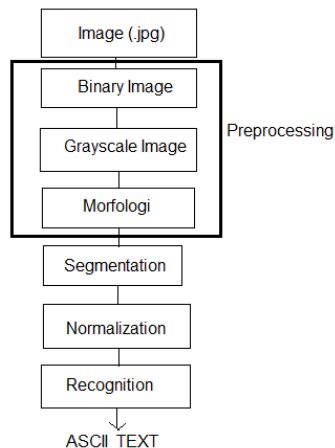 Image (.jpg)
Binary Image
Preprocessing
Grayscale Image
Morfologi
Segmentation
Normalization
Recognition
ASCII TEXT